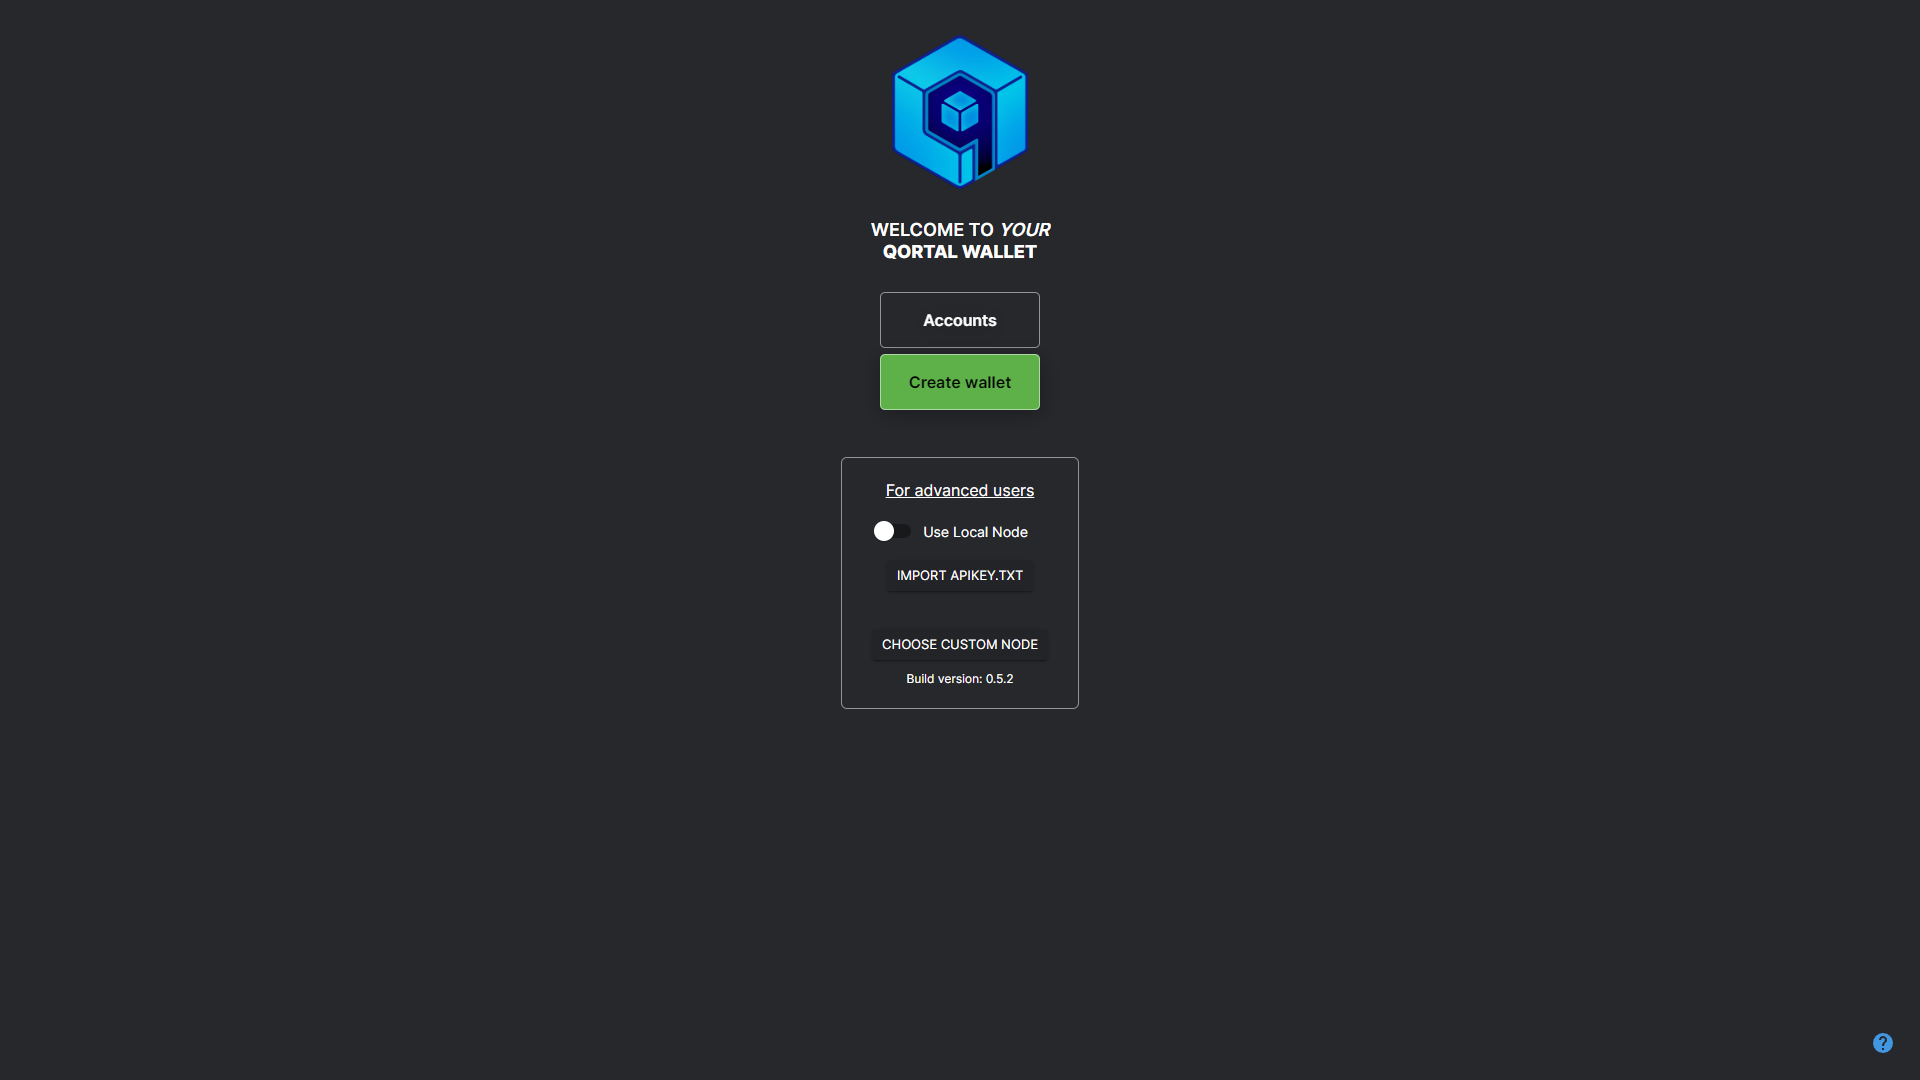 WELCOME TO YOUR
QORTAL WALLET
Accounts
Create wallet
For advanced users
Use Local Node
IMPORT APIKEY.TXT
CHOOSE CUSTOM NODE
Build version: 0.5.2